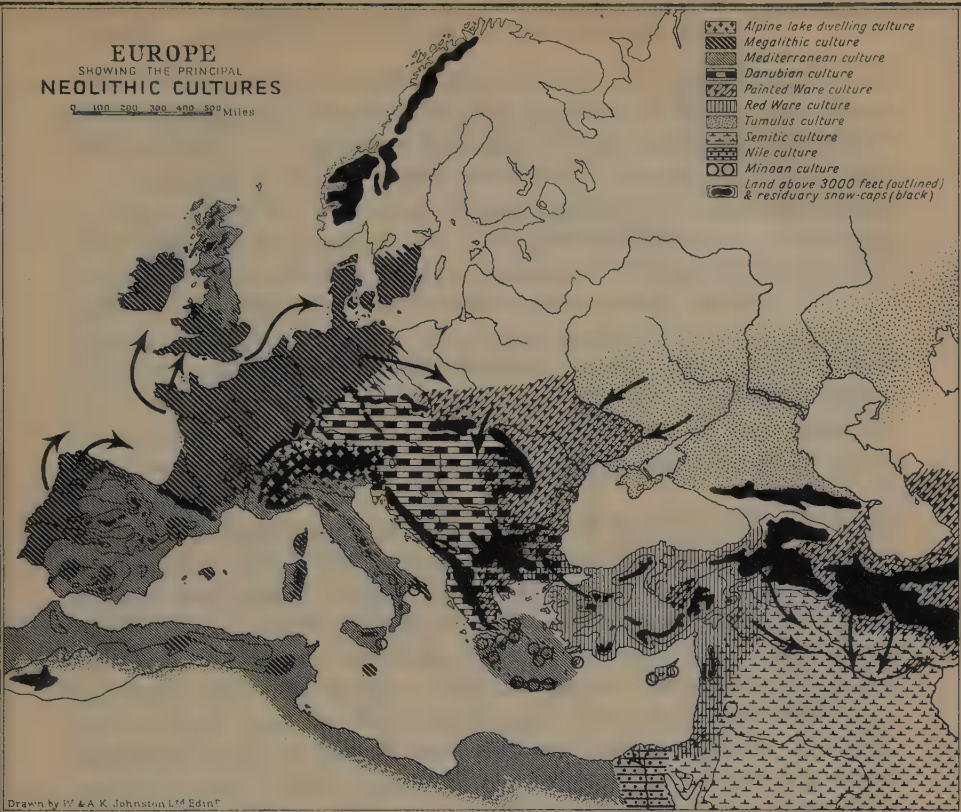 EUROPE
SHOWING THE PRINCIPAL
NEOLITHIC CULTURES
0 100 200 300 400 500 Miles
Alpine lake dwelling culture
Megalithic culture
Mediterranean culture
Danubian culture
Painted Ware culture
Red Ware culture
Tumulus culture
Semitic culture
Nile culture
Minoan culture
Land above 3000 feet (outlined)
& residuary snow-caps (black)
Drawn by W & A K Johnston Ltd Edinr